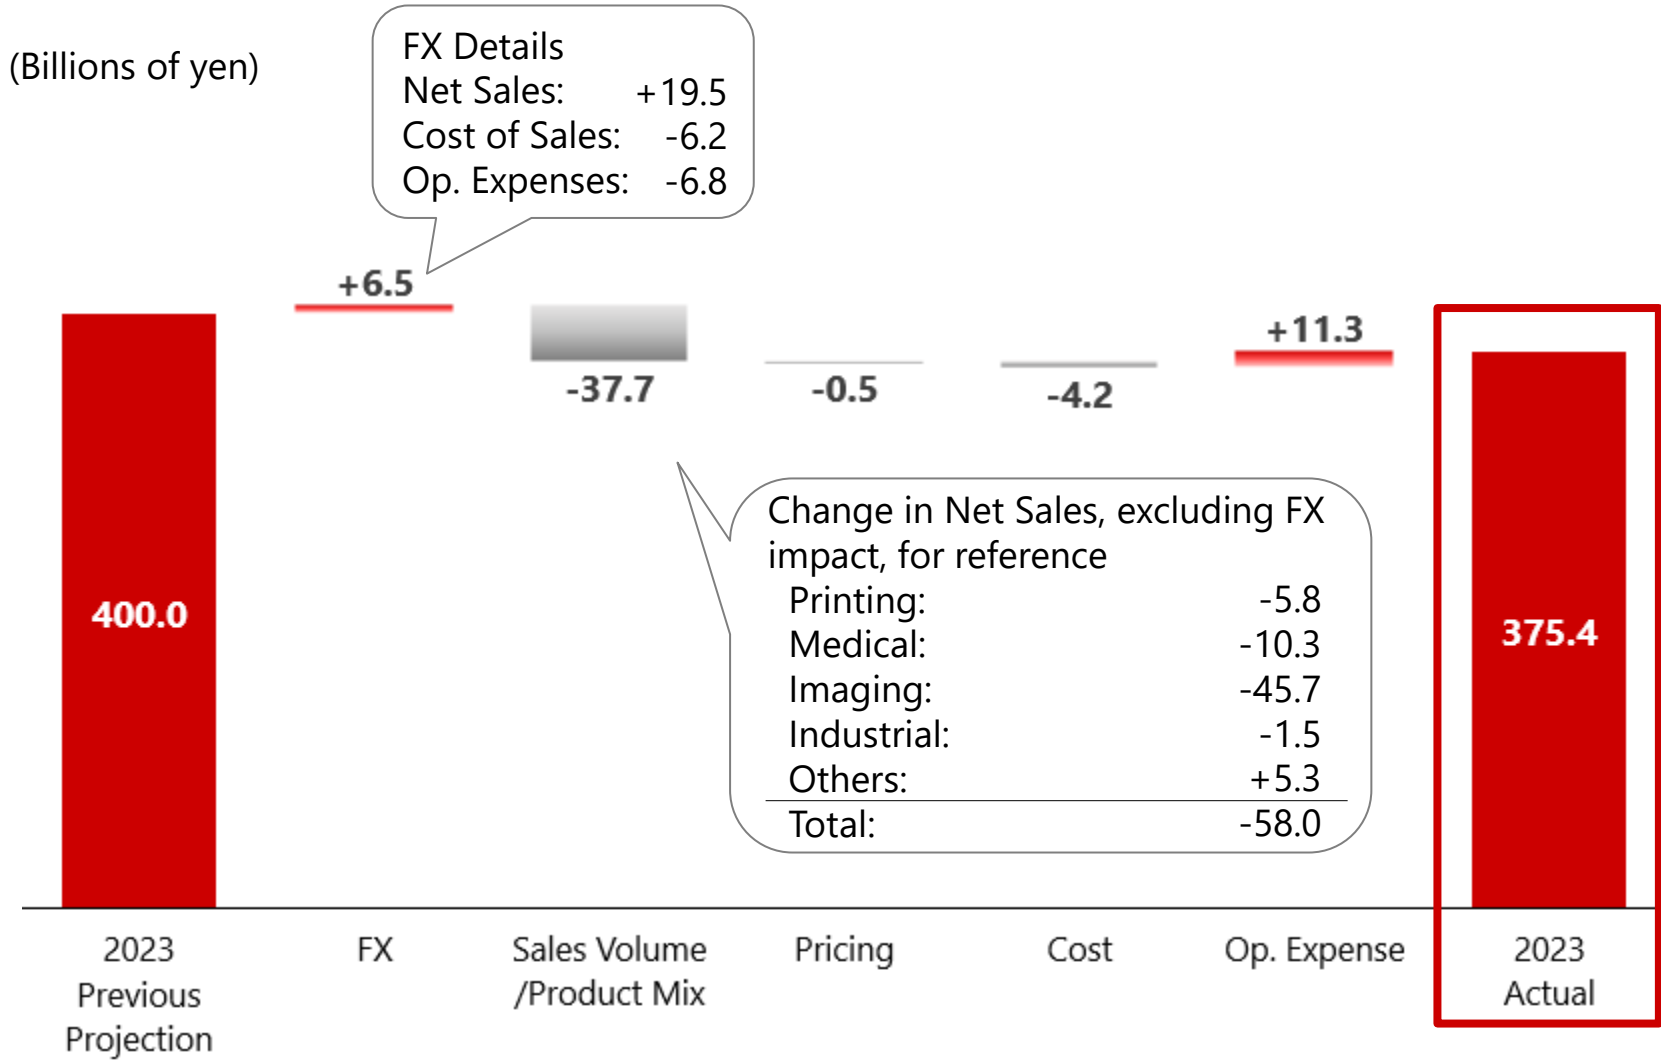 (Billions of yen)
FX Details
Net Sales: +19.5
Cost of Sales: -6.2
Op. Expenses: -6.8
+6.5
-37.7
-0.5
-4.2
+11.3
400.0
375.4
Change in Net Sales, excluding FX
impact, for reference
Printing: -5.8
Medical: -10.3
Imaging: -45.7
Industrial: -1.5
Others: +5.3
Total: -58.0
2023
Previous
Projection
FX
Sales Volume
/Product Mix
Pricing
Cost
Op. Expense
2023
Actual